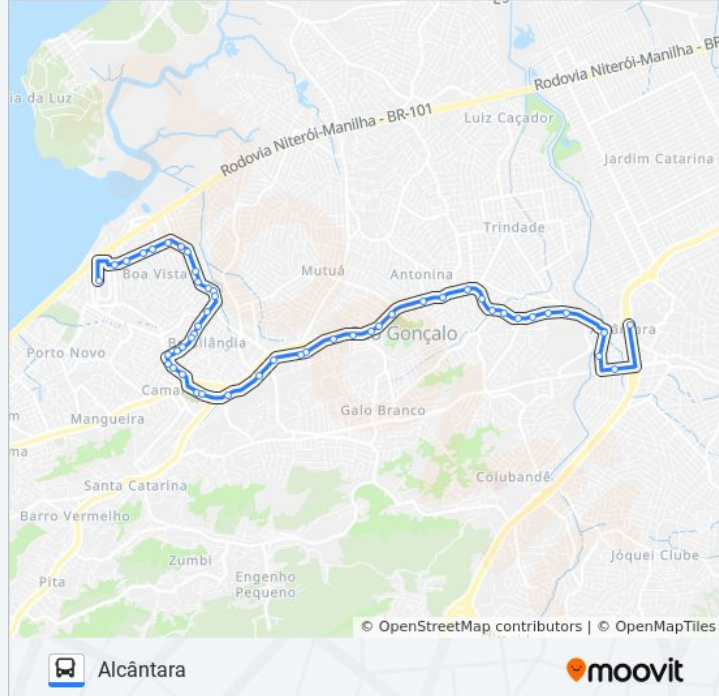 ia da Luz
Rodovia Niterói-Manilha - BR
Rodovia Niterói-Manilha - BR-101
Luiz Caçador
Jardim Catarina
Trindade
Boa Vista
Mutuá
Antonina
Gonçalo
Porto Novo
Galo Branco
Mangueira
ma
Colubandê
Santa Catarina
Barro Vermelho
Zumbi
Jóquei Clube
Pita
Engenho
Pequeno
© OpenStreetMap contributors | © OpenMapTiles
Alcântara
moovit